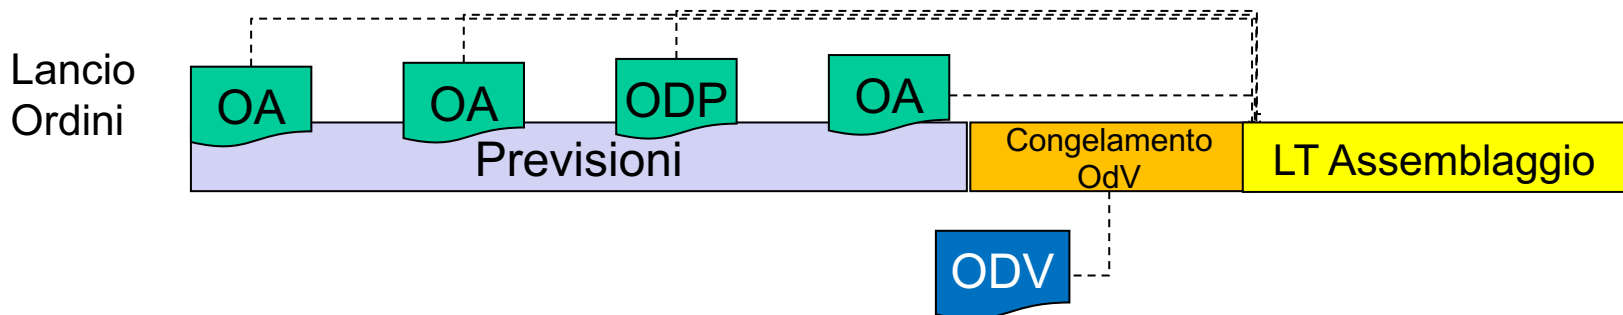 Lancio
Ordini
OA
OA
ODP
OA
Previsioni
Congelamento
OdV
LT Assemblaggio
ODV